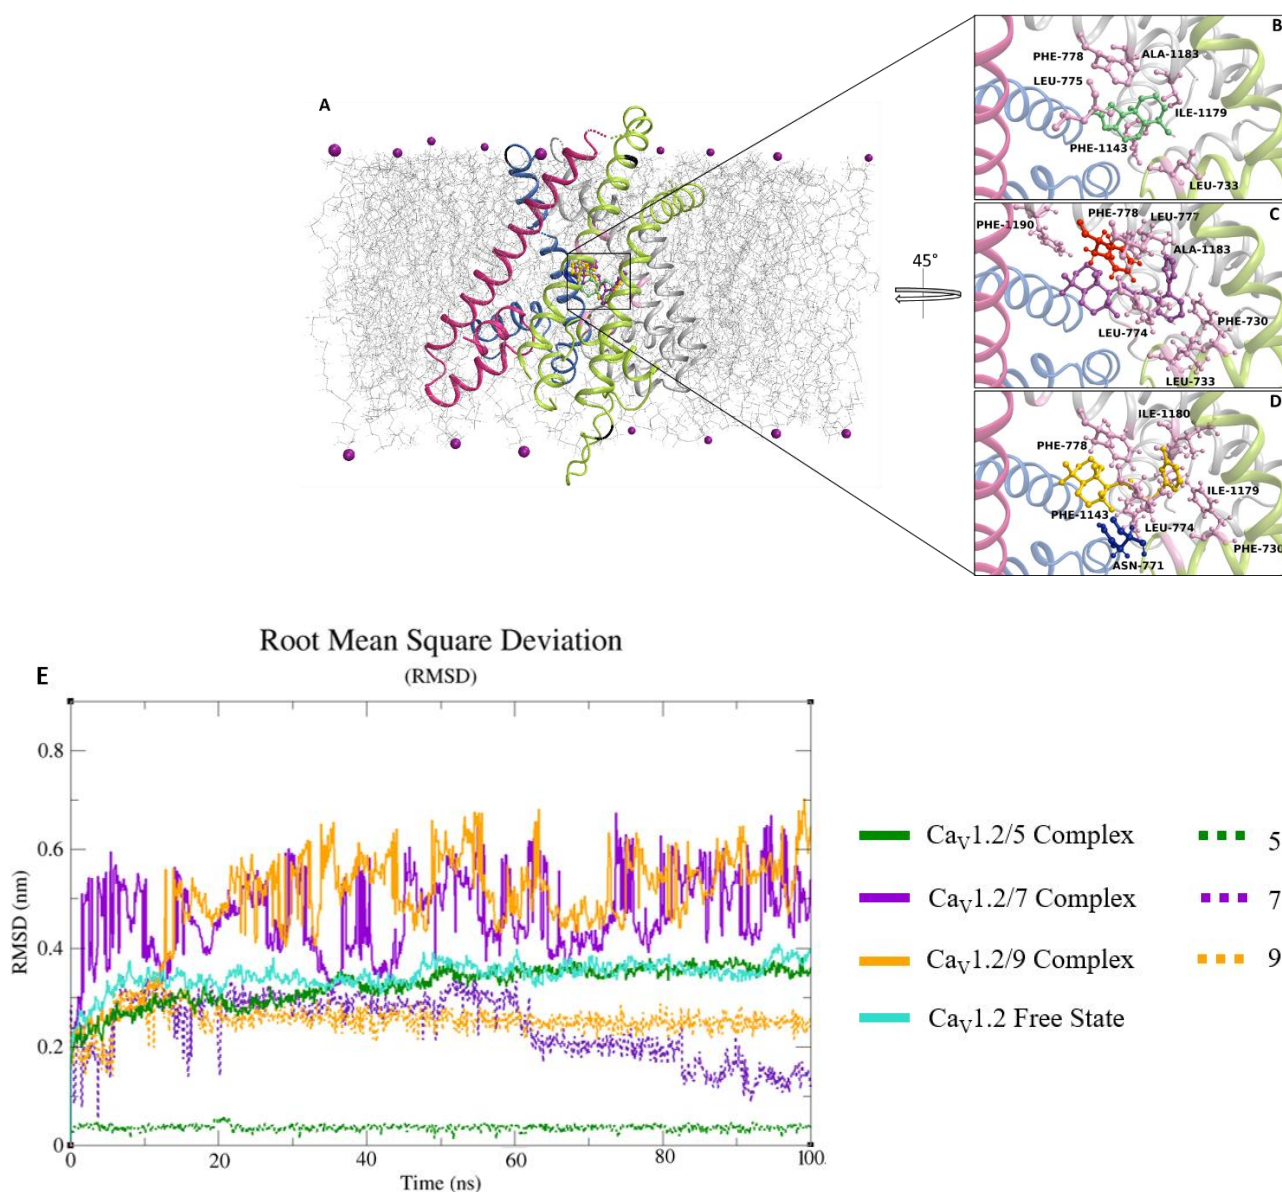 A
B
PHE-778
ALA-1183
LEU-775
ILE-1179
PHE-1143
LEU-733
45°
C
PHE-778
LEU-777
PHE-1190
ALA-1183
PHE-730
LEU-774
LEU-733
D
ILE-1180
PHE-778
ILE-1179
PHE-1143
LEU-774
PHE-730
ASN-771
Root Mean Square Deviation
(RMSD)
E
RMSD (nm)
0.8
0.6
0.4
0.2
0
0 20 40 60 80 100.
Time (ns)
CaV1.2/5 Complex
5
CaV1.2/7 Complex
7
CaV1.2/9 Complex
9
CaV1.2 Free State